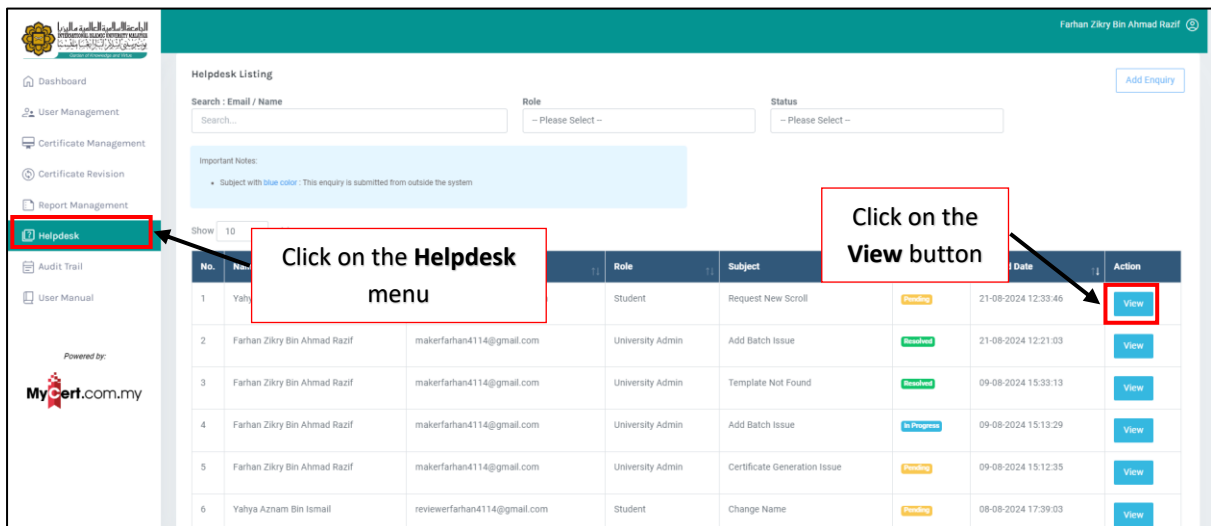 Farhan Zikry Bin Ahmad Razif
INTERNATIONAL ISLAMIC UNIVERSITY MALAYSIA
Garden of Knowledge and Virtue
Dashboard
User Management
Certificate Management
Certificate Revision
Report Management
Helpdesk
Audit Trail
User Manual
Powered by:
MyCert.com.my
Helpdesk Listing
Add Enquiry
Search : Email / Name
Role
Status
Search...
-- Please Select --
-- Please Select --
Important Notes:
• Subject with blue color : This enquiry is submitted from outside the system
Show 10
Click on the Helpdesk
menu
Click on the
View button
No. Role Subject Date Action
1 Yahy Student Request New Scroll Pending 21-08-2024 12:33:46 View
2 Farhan Zikry Bin Ahmad Razif makerfarhan4114@gmail.com University Admin Add Batch Issue Resolved 21-08-2024 12:21:03 View
3 Farhan Zikry Bin Ahmad Razif makerfarhan4114@gmail.com University Admin Template Not Found Resolved 09-08-2024 15:33:13 View
4 Farhan Zikry Bin Ahmad Razif makerfarhan4114@gmail.com University Admin Add Batch Issue In Progress 09-08-2024 15:13:29 View
5 Farhan Zikry Bin Ahmad Razif makerfarhan4114@gmail.com University Admin Certificate Generation Issue Pending 09-08-2024 15:12:35 View
6 Yahya Aznam Bin Ismail reviewerfarhan4114@gmail.com Student Change Name Pending 08-08-2024 17:39:03 View